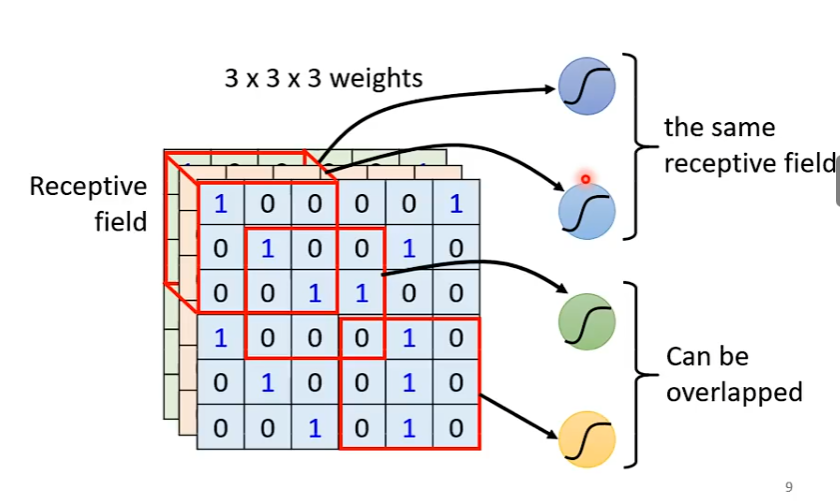 3 x 3 x 3 weights
the same
receptive field
Receptive
field
1 0 0 0 0 1
0 1 0 0 1 0
0 0 1 1 0 0
1 0 0 0 1 0
0 1 0 0 1 0
0 0 1 0 1 0
Can be
overlapped
9